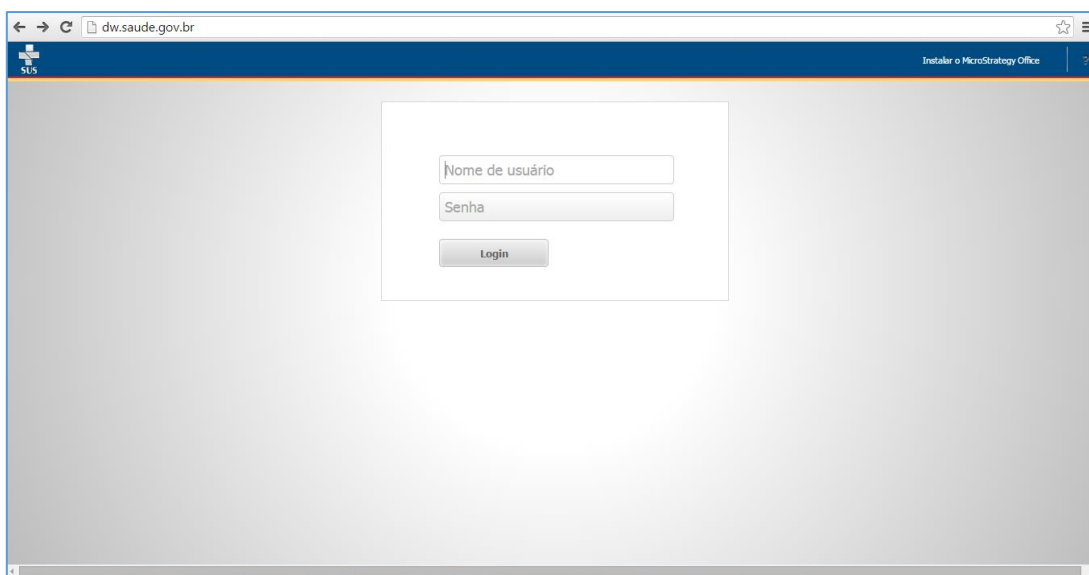 dw.saude.gov.br
SUS
Instalar o MicroStrategy Office
Nome de usuário
Senha
Login